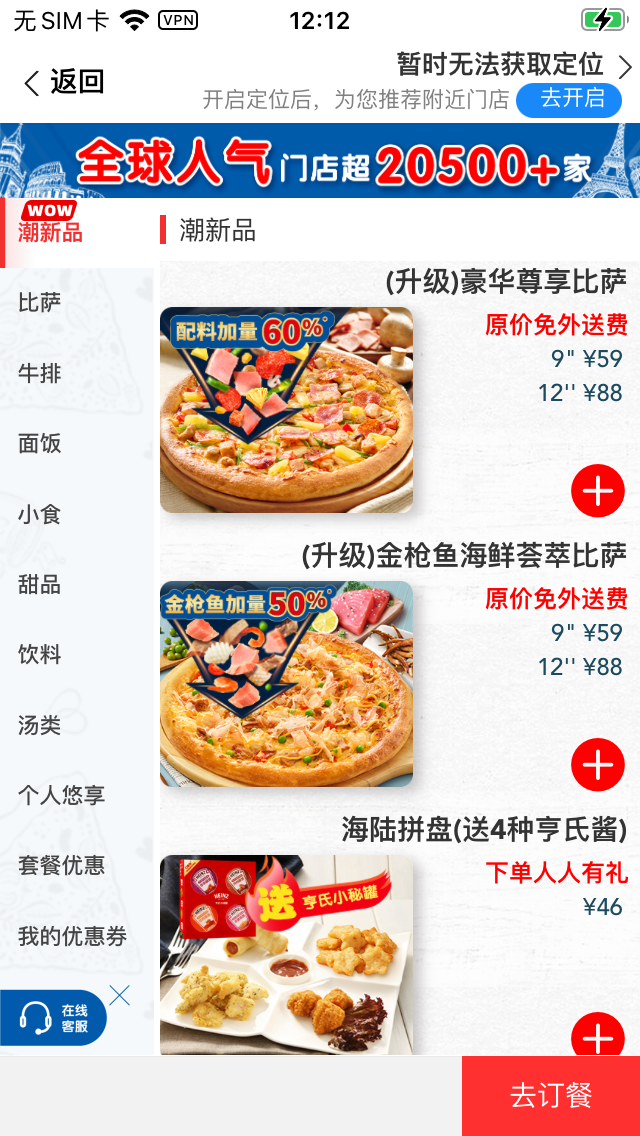 无SIM卡 VPN 12:12
暂时无法获取定位
返回
开启定位后，为您推荐附近门店 去开启
全球人气 门店超 20500+家
WOW
潮新品
比萨
牛排
面饭
小食
甜品
饮料
汤类
个人悠享
套餐优惠
我的优惠券
在线
客服
潮新品
(升级)豪华尊享比萨
配料加量60%°
原价免外送费
9" ¥59
12'' ¥88
(升级)金枪鱼海鲜荟萃比萨
金枪鱼加量50%°
原价免外送费
9" ¥59
12'' ¥88
海陆拼盘(送4种亨氏酱)
HEINZ
送 亨氏小秘罐
下单人人有礼
¥46
去订餐